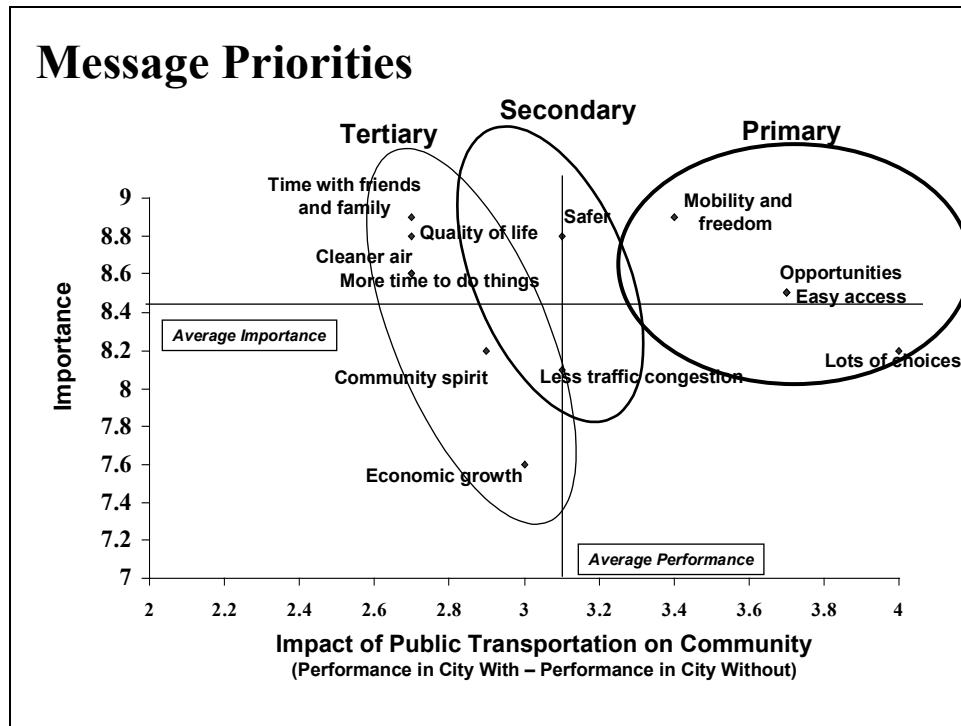 Message Priorities
Secondary
Tertiary
Primary
Time with friends
and family
Mobility and
freedom
Safer
Quality of life
Cleaner air
More time to do things
Opportunities
Easy access
Average Importance
Lots of choices
Community spirit
Less traffic congestion
Economic growth
Average Performance
Importance
9
8.8
8.6
8.4
8.2
8
7.8
7.6
7.4
7.2
7
2
2.2
2.4
2.6
2.8
3
3.2
3.4
3.6
3.8
4
Impact of Public Transportation on Community
(Performance in City With – Performance in City Without)